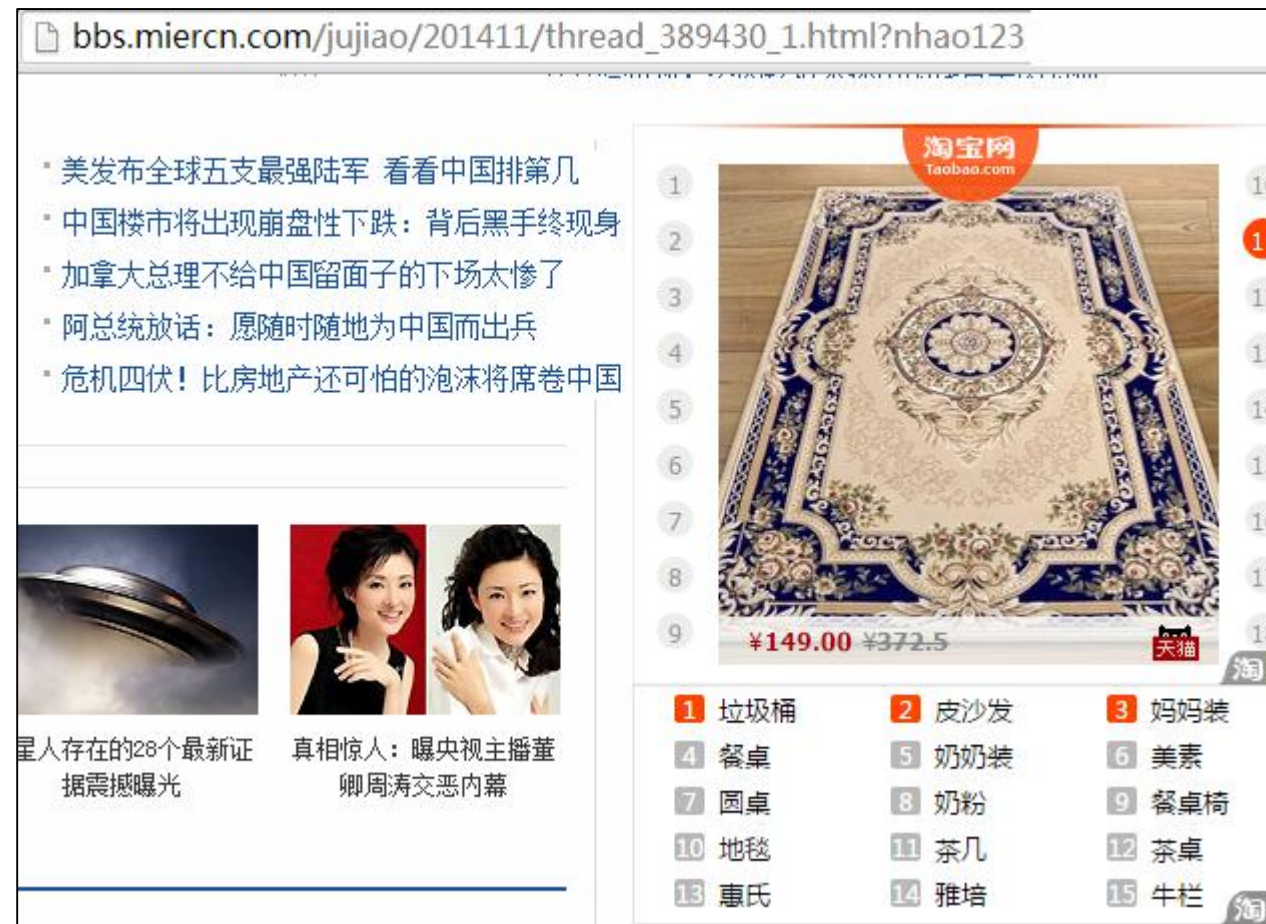 bbs.miercn.com/jujiao/201411/thread_389430_1.html?nhao123
美发布全球五支最强陆军 看看中国排第几
中国楼市将出现崩盘性下跌：背后黑手终现身
加拿大总理不给中国留面子的下场太惨了
阿总统放话：愿随时随地为中国而出兵
危机四伏！比房地产还可怕的泡沫将席卷中国
星人存在的28个最新证
据震撼曝光
真相惊人：曝央视主播董
卿周涛交恶内幕
淘宝网
Taobao.com
1
2
3
4
5
6
7
8
9
¥149.00 ¥372.5
天猫
淘
1 垃圾桶 2 皮沙发 3 妈妈装
4 餐桌 5 奶奶装 6 美素
7 圆桌 8 奶粉 9 餐桌椅
10 地毯 11 茶几 12 茶桌
13 惠氏 14 雅培 15 牛栏
淘